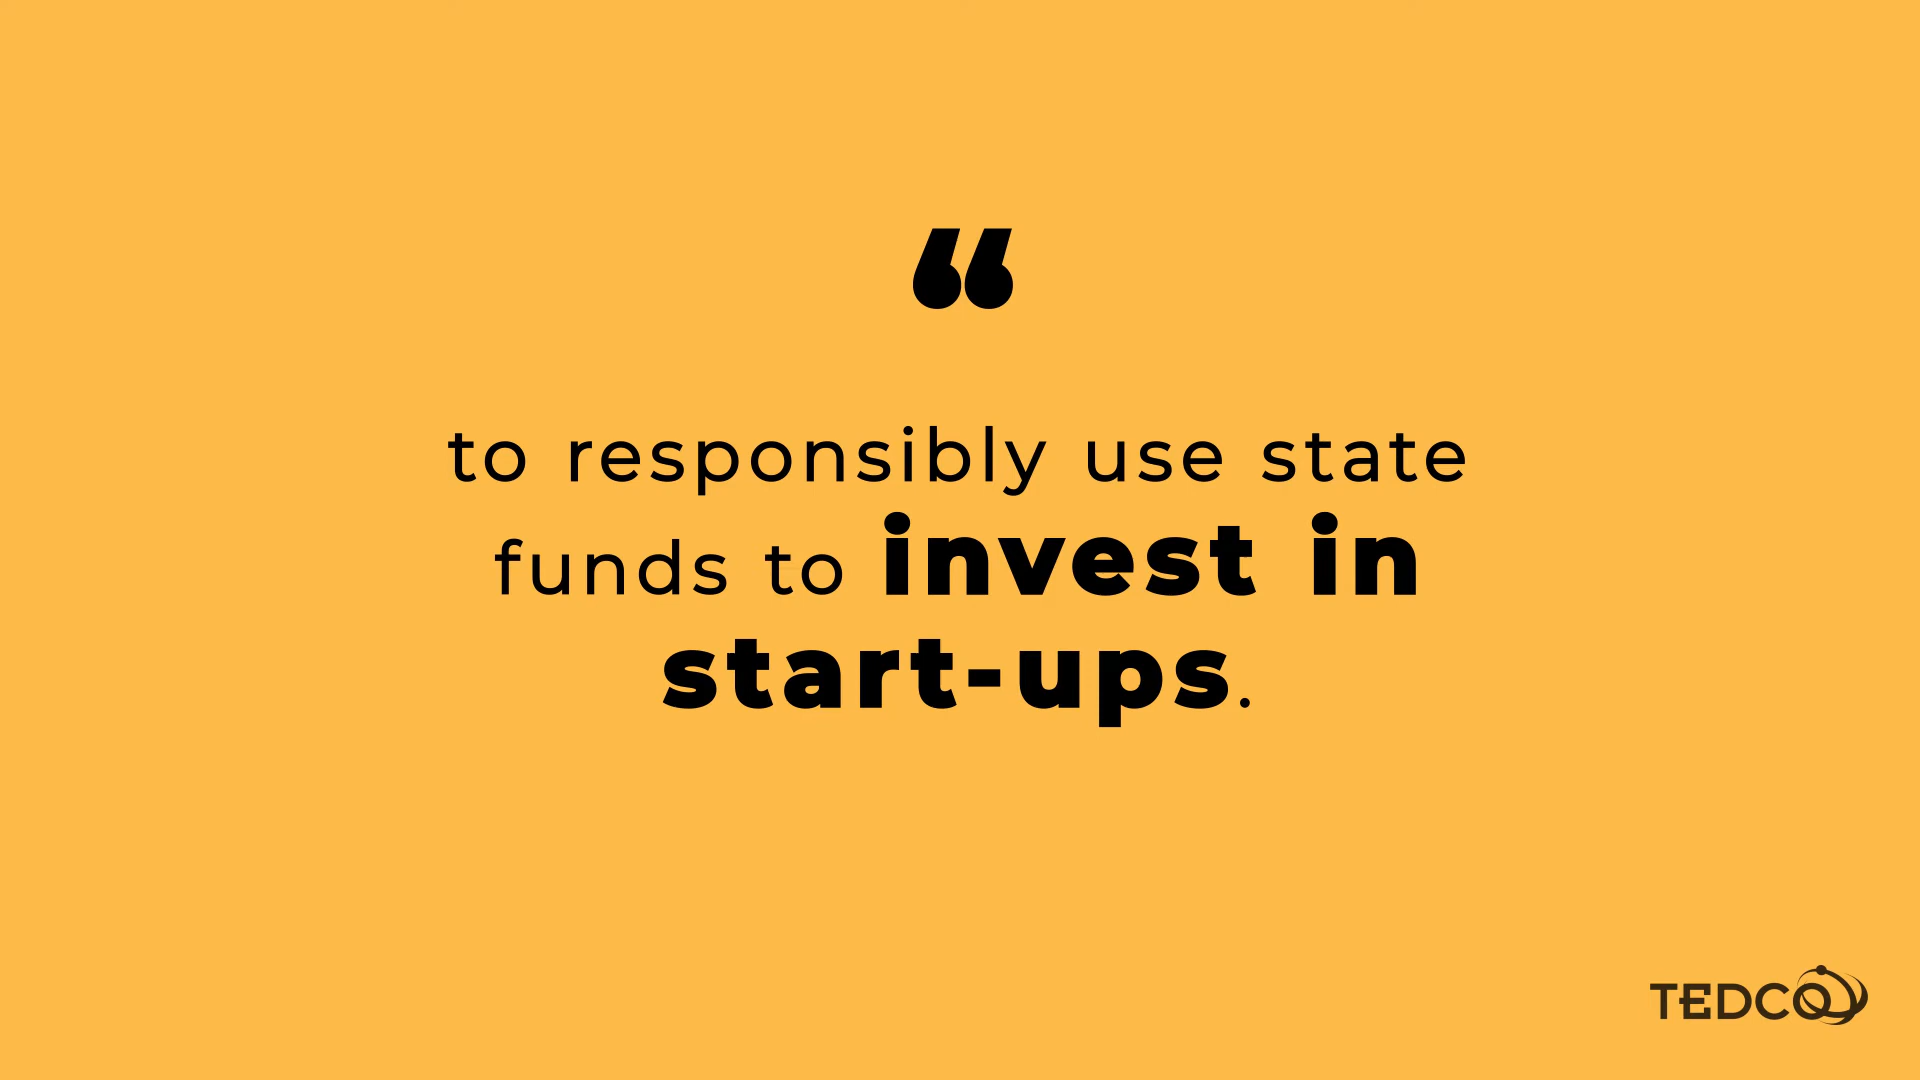 “
to responsibly use state
funds to invest in
start-ups.
TEDCO